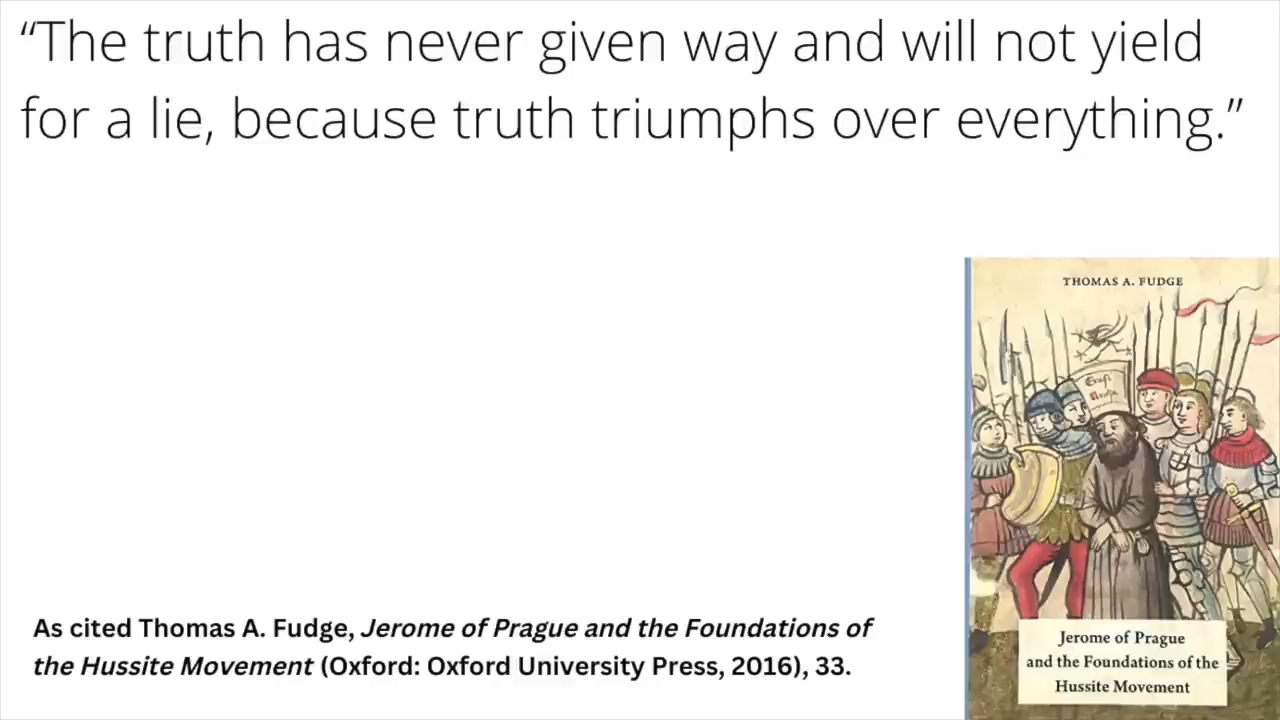 “The truth has never given way and will not yield
for a lie, because truth triumphs over everything.”
THOMAS A. FUDGE
Jerome of Prague
and the Foundations of the
Hussite Movement
As cited Thomas A. Fudge, Jerome of Prague and the Foundations of
the Hussite Movement (Oxford: Oxford University Press, 2016), 33.